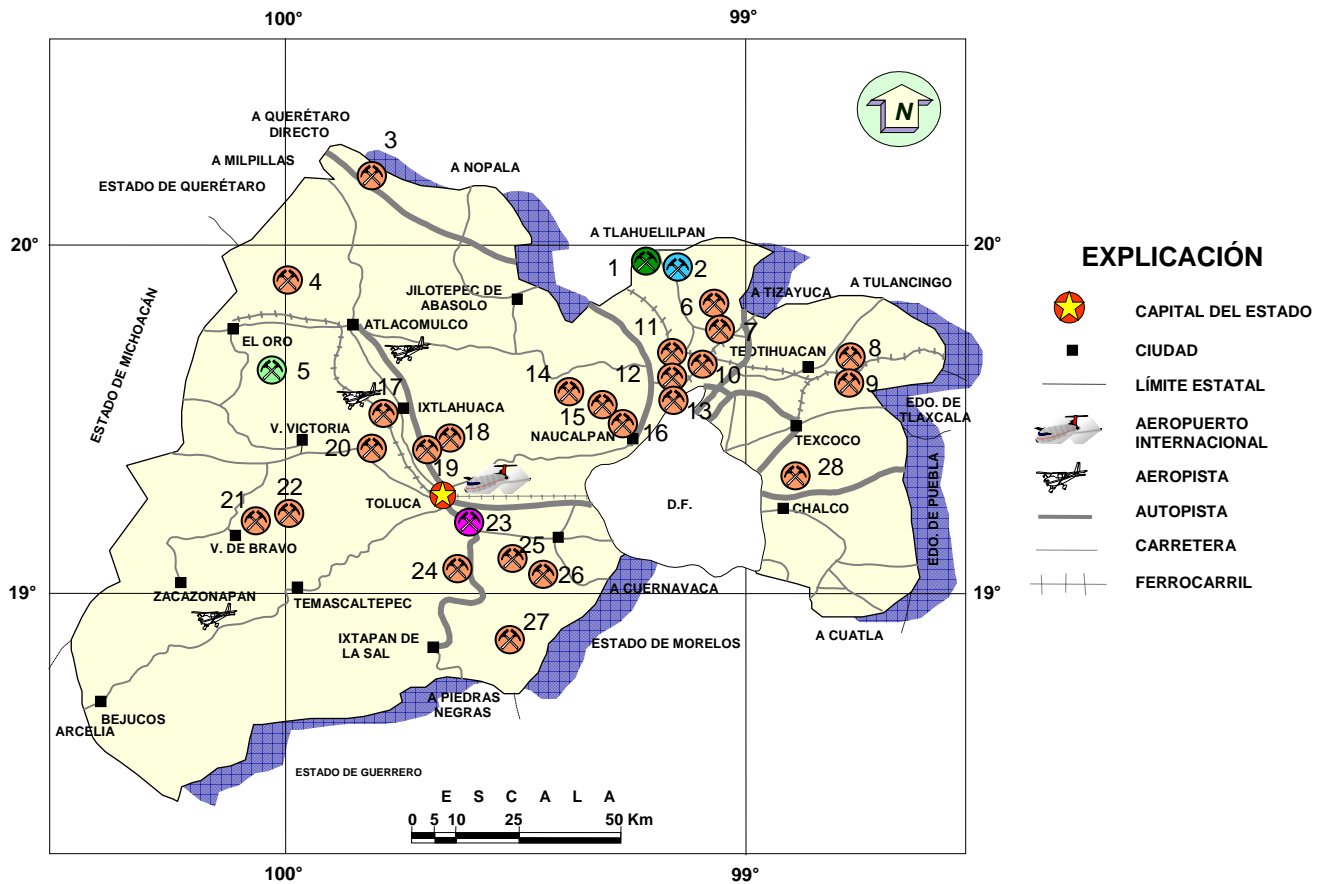 100°
99°
A QUERÉTARO
DIRECTO
3
A MILPILLAS
A NOPALA
ESTADO DE QUERÉTARO
A TLAHUELILPAN
20°
20°
1
2
4
A TULANCINGO
A TIZAYUCA
JILOTEPEC DE
ABASOLO
6
ESTADO MICHOACÁN
ATLACOMULCO
11
7
EL ORO
TEOTIHUACAN
8
5
14
12
10
9
17
IXTLAHUACA
15
13
EDO. DE
TLAXCALA
V. VICTORIA
18
NAUCALPAN
16
TEXCOCO
20
19
28
TOLUCA
D.F.
21
22
CHALCO
23
EDO. DE PUEBLA
V. DE BRAVO
25
24
26
A CUERNAVACA
19°
19°
ZACAZONAPAN
TEMASCALTEPEC
27
A CUATLA
IXTAPAN DE
LA SAL
ESTADO DE MORELOS
A PIEDRAS
NEGRAS
BEJUCOS
ARCELIA
ESTADO DE GUERRERO
E S C A L A
0 5 10 25 50 Km
100°
99°
N
EXPLICACIÓN
CAPITAL DEL ESTADO
CIUDAD
LÍMITE ESTATAL
AEROPUERTO
INTERNACIONAL
AEROPISTA
AUTOPISTA
CARRETERA
FERROCARRIL